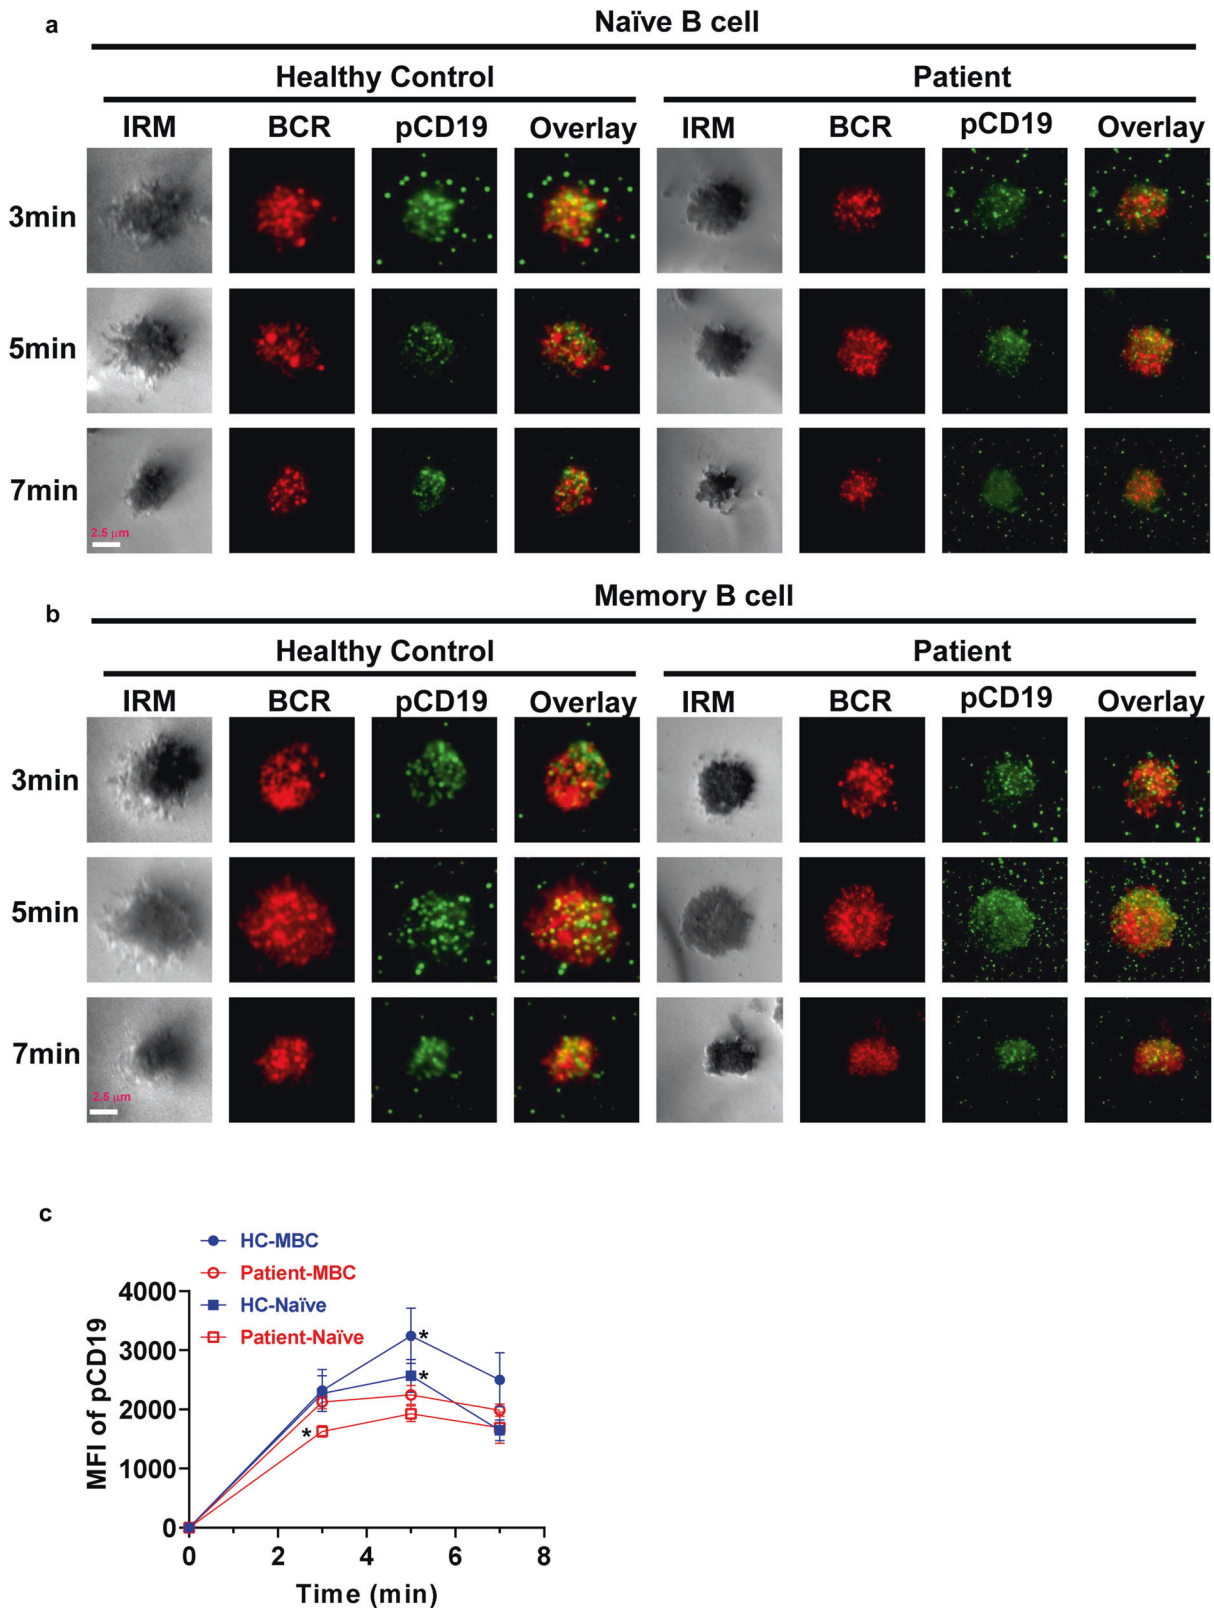 a
Naïve B cell
Healthy Control Patient
IRM BCR pCD19 Overlay IRM BCR pCD19 Overlay
3min
5min
7min
2.5 μm
b
Memory B cell
Healthy Control Patient
IRM BCR pCD19 Overlay IRM BCR pCD19 Overlay
3min
5min
7min
2.5 μm
c
HC-MBC
Patient-MBC
HC-Naïve
Patient-Naïve
4000
3000
2000
1000
0
MFI of pCD19
*
*
*
0 2 4 6 8
Time (min)